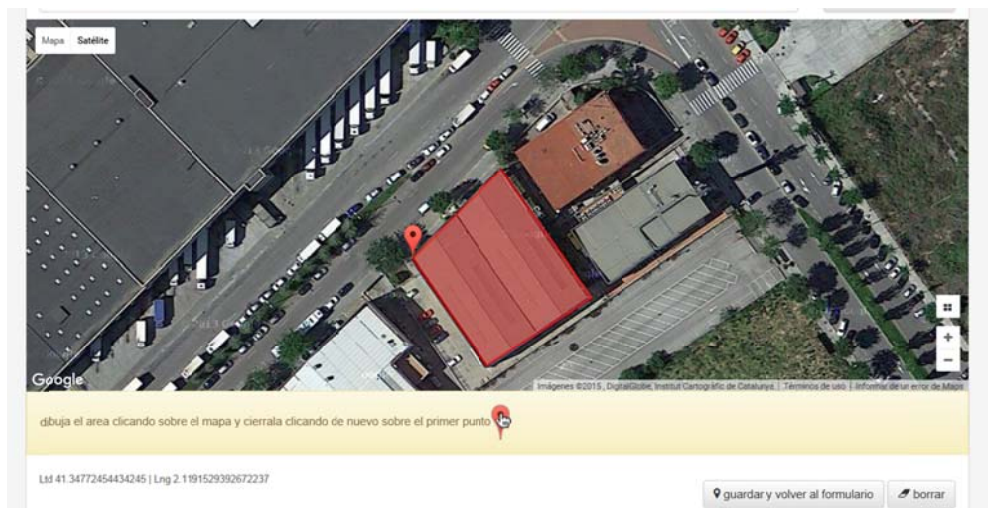 Mapa Satélite
Google
Imágenes ©2015 , DigitalGlobe, Institut Cartogràfic de Catalunya | Términos de uso | Informar de un error de Maps
dibuja el area clicando sobre el mapa y cierrala clicando de nuevo sobre el primer punto
Ltd 41.34772454434245 | Lng 2.1191529392672237
guardar y volver al formulario borrar